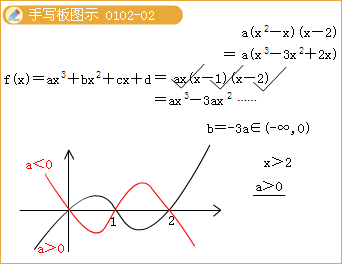 手写板图示 0102-02
a(x²-x)(x-2)
= a(x³-3x²+2x)
f(x)=ax³+bx²+cx+d= ax(x-1)(x-2)
=ax³-3ax² ……
b=-3a∈(-∞,0)
a<0
x>2
a>0
1
2
a>0